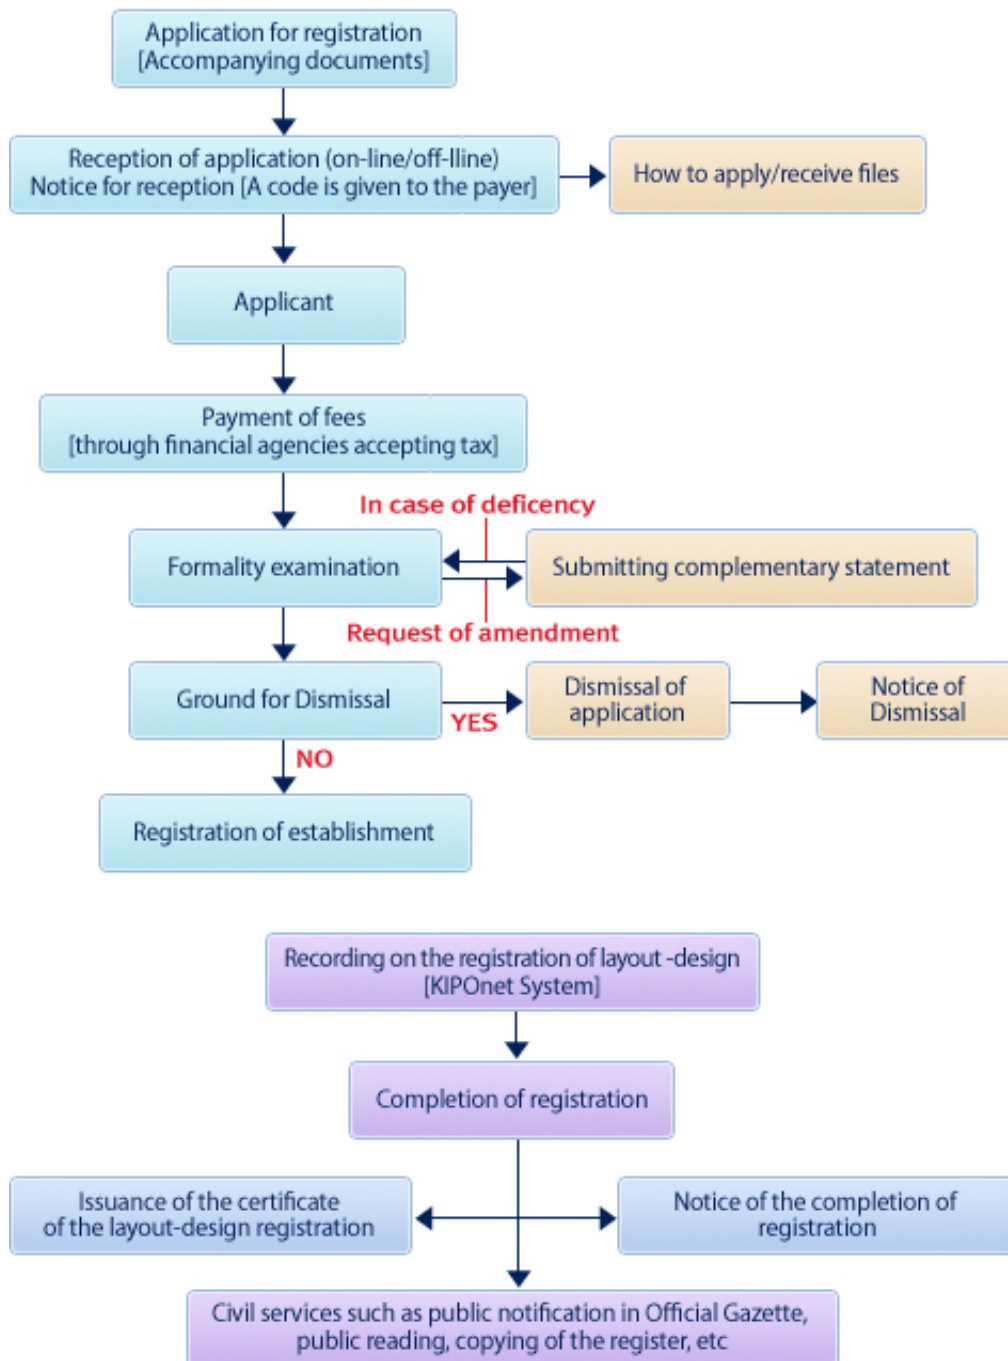 Application for registration
[Accompanying documents]
Reception of application (on-line/off-lline)
Notice for reception [A code is given to the payer]
How to apply/receive files
Applicant
Payment of fees
[through financial agencies accepting tax]
In case of deficency
Formality examination
Submitting complementary statement
Request of amendment
Ground for Dismissal
YES
Dismissal of
application
Notice of
Dismissal
NO
Registration of establishment
Recording on the registration of layout -design
[KIPOnet System]
Completion of registration
Issuance of the certificate
of the layout-design registration
Notice of the completion of
registration
Civil services such as public notification in Official Gazette,
public reading, copying of the register, etc